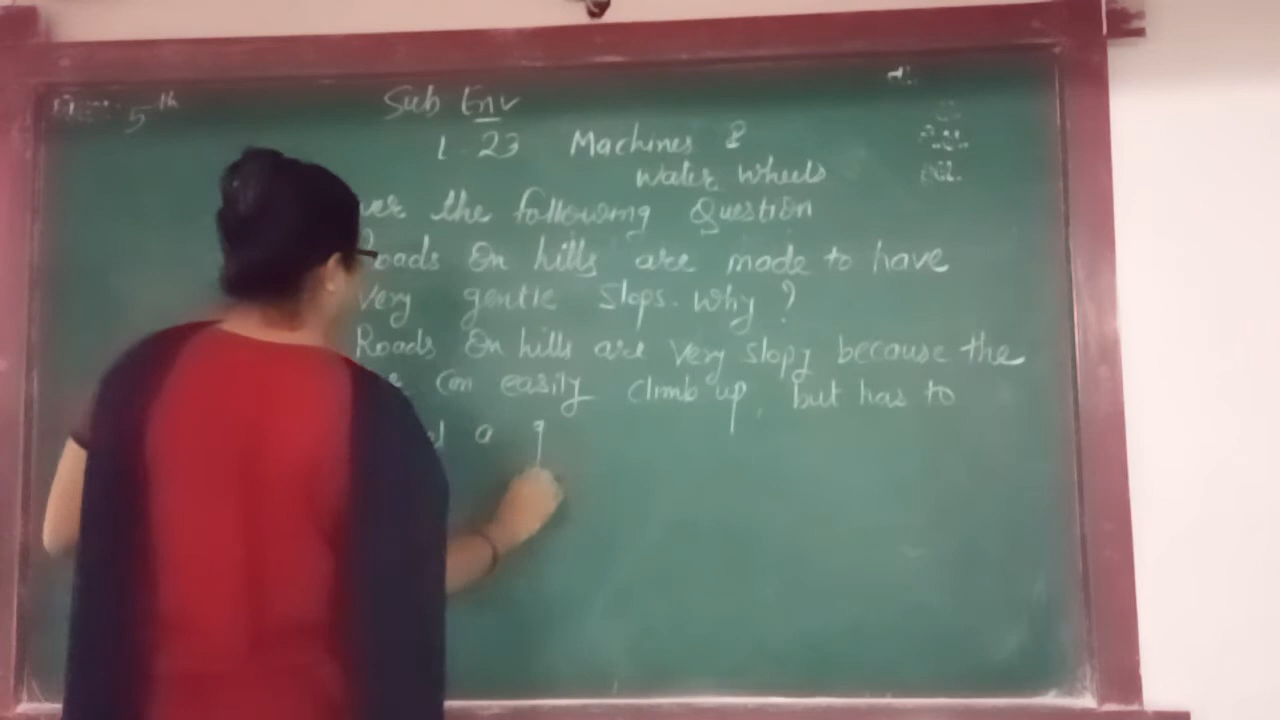 5th
Sub Env
L-23 Machines &
Water Wheels
the following Question
Roads on hills are made to have
Very gentle Slops. Why ?
Roads on hills are very slopy because the
can easily climb up, but has to
a